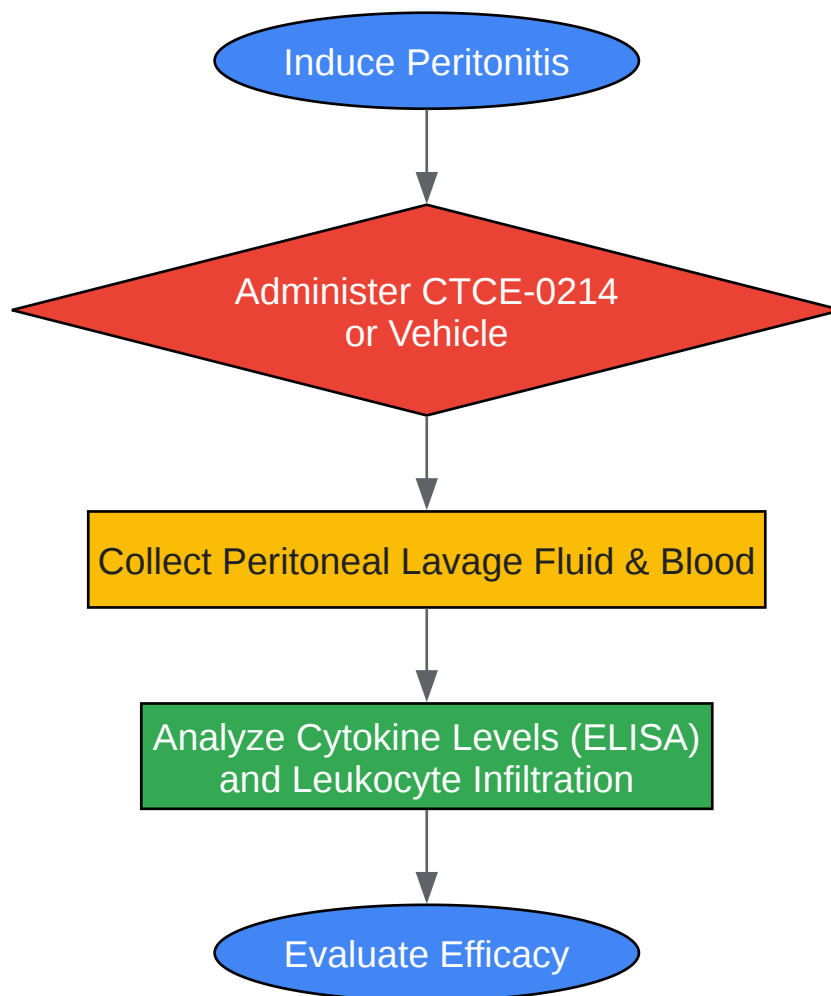 Induce Peritonitis
Administer CTCE-0214
or Vehicle
Collect Peritoneal Lavage Fluid & Blood
Analyze Cytokine Levels (ELISA)
and Leukocyte Infiltration
Evaluate Efficacy